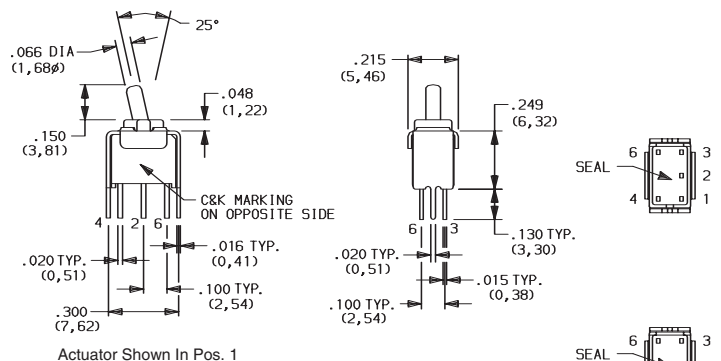 25°
.066 DIA
(1,68ø)
.048
(1,22)
.150
(3,81)
C&K MARKING
ON OPPOSITE SIDE
4 2 6
.020 TYP.
(0,51)
.016 TYP.
(0,41)
.100 TYP.
(2,54)
.300
(7,62)
Actuator Shown In Pos. 1
.215
(5,46)
.249
(6,32)
6 3
.130 TYP.
(3,30)
.020 TYP.
(0,51)
.015 TYP.
(0,38)
.100 TYP.
(2,54)
6 3
SEAL
2
4 1
6 3
SEAL